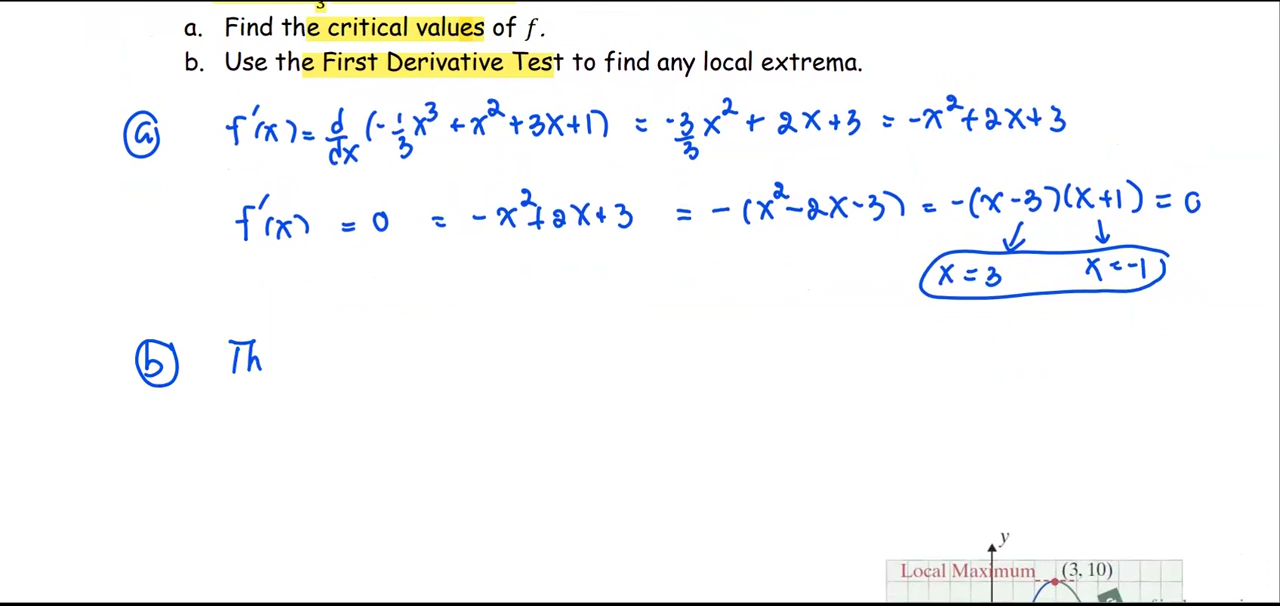 3
a. Find the critical values of f.
b. Use the First Derivative Test to find any local extrema.
(a) f'(x) = d/dx (-1/3 x³ + x² + 3x + 1) = -3/3 x² + 2x + 3 = -x² + 2x + 3
f'(x) = 0 = -x² + 2x + 3 = -(x² - 2x - 3) = -(x - 3)(x + 1) = 0
x = 3 x = -1
(b) Th
y
Local Maximum (3, 10)